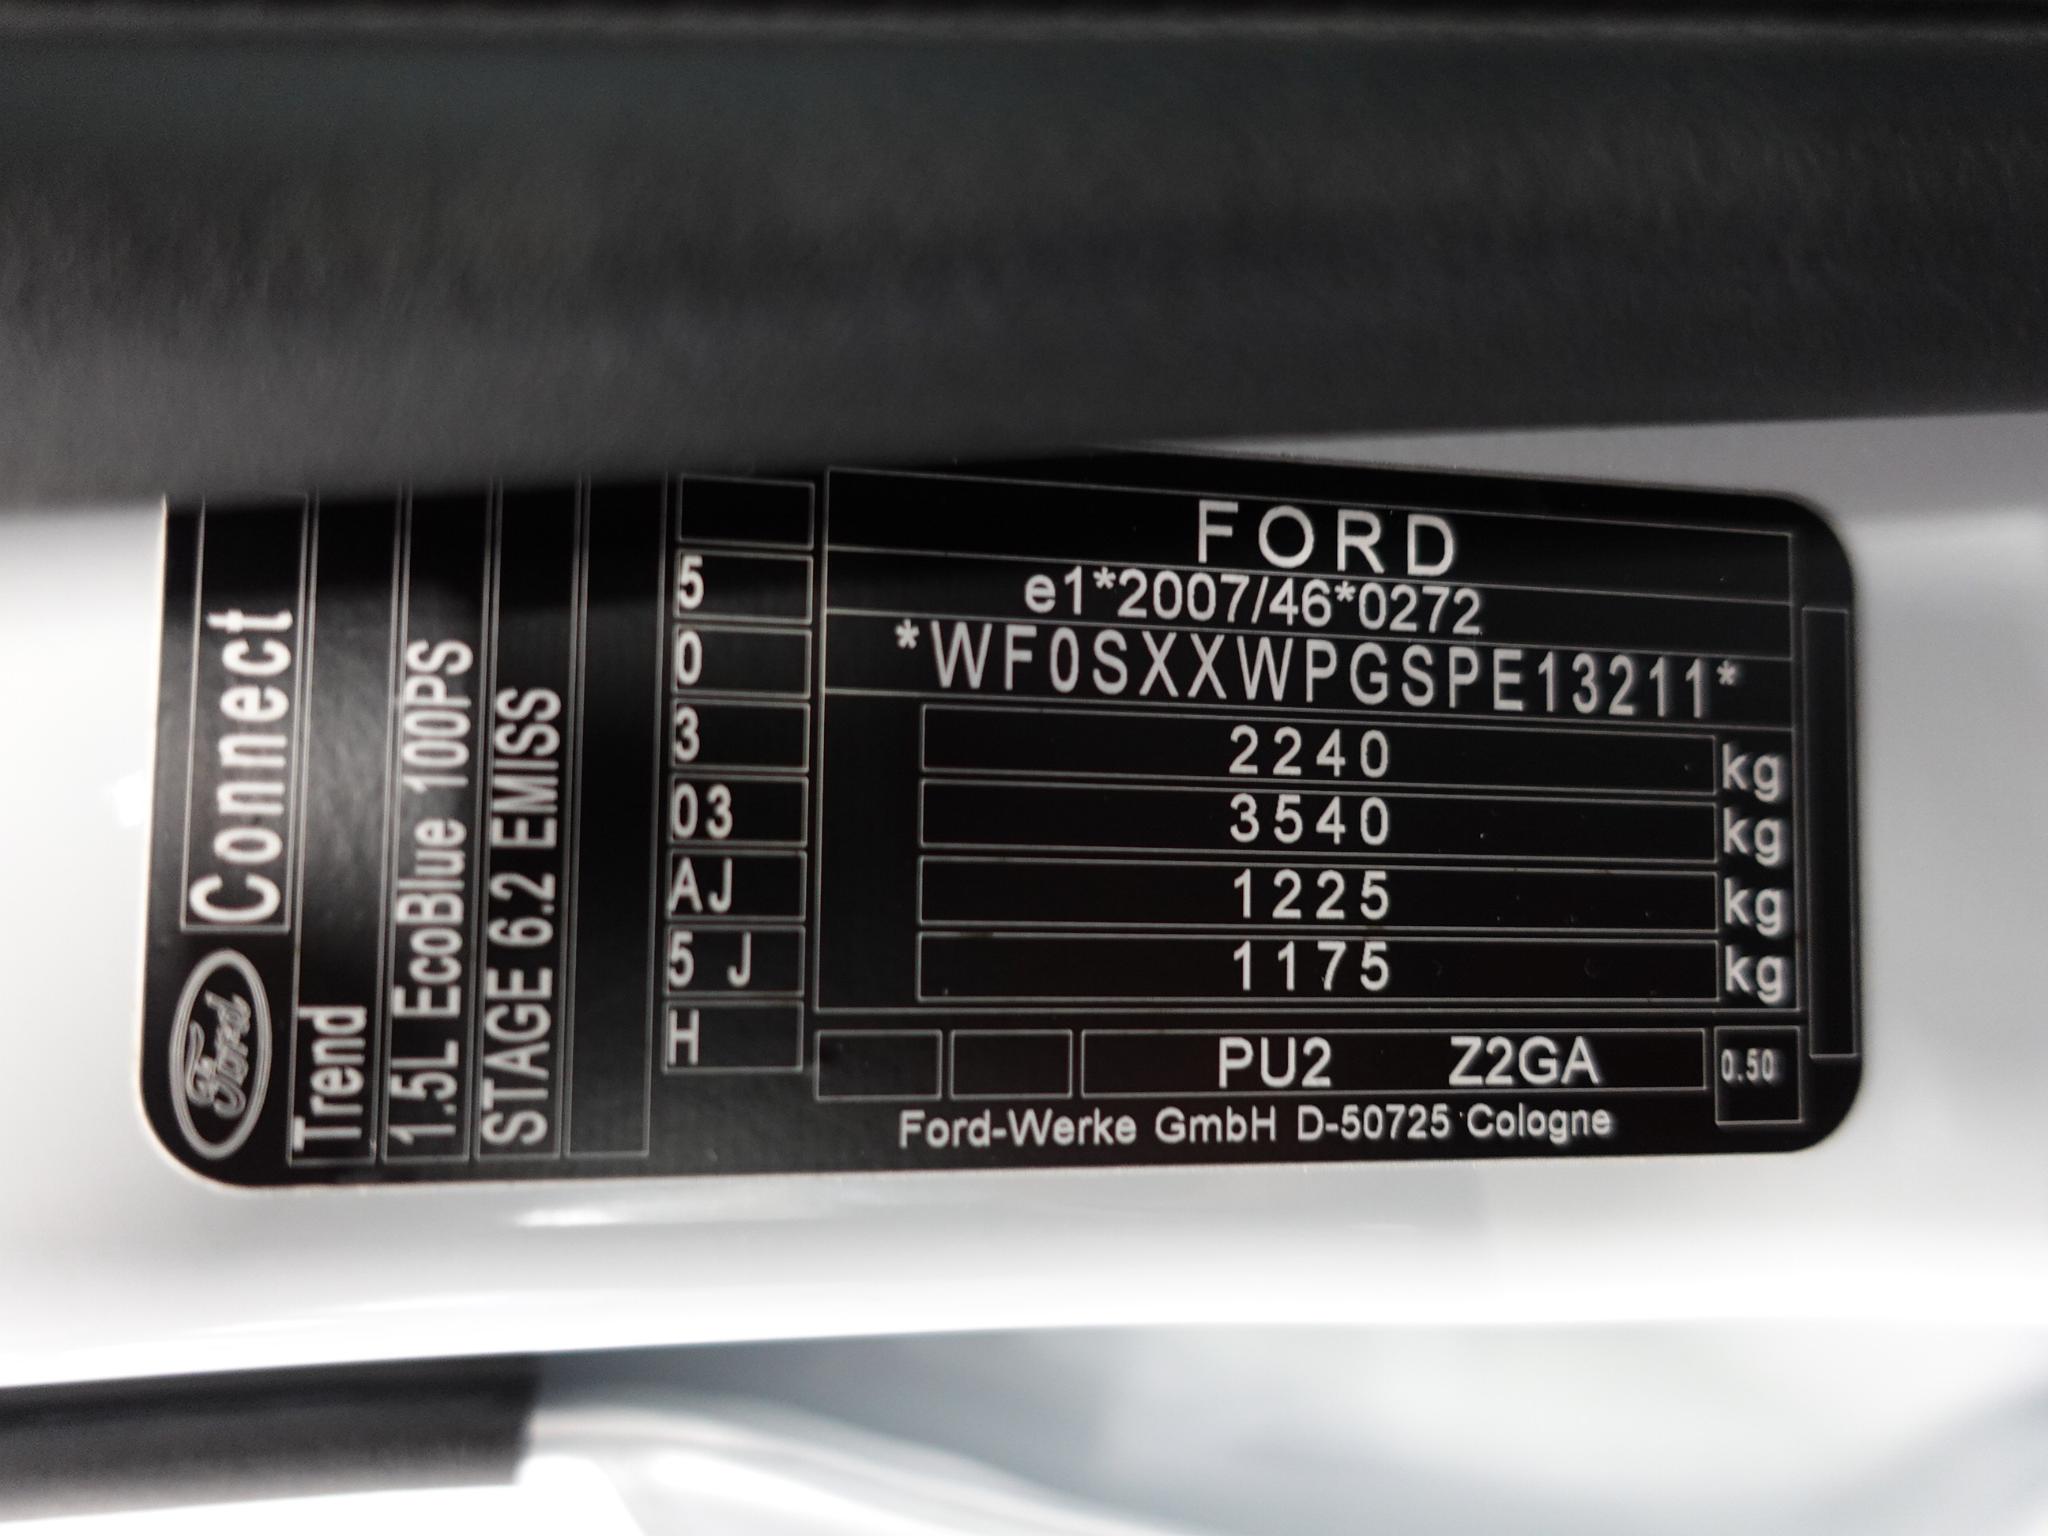 FORD
e1*2007/46*0272
*WF0SXXWPGSPE13211*
2240 kg
3540 kg
1225 kg
1175 kg
PU2 Z2GA
0.50
Ford-Werke GmbH D-50725 Cologne
5
0
3
03
AJ
5 J
H
Ford Connect
Trend
1.5L EcoBlue 100PS
STAGE 6.2 EMISS